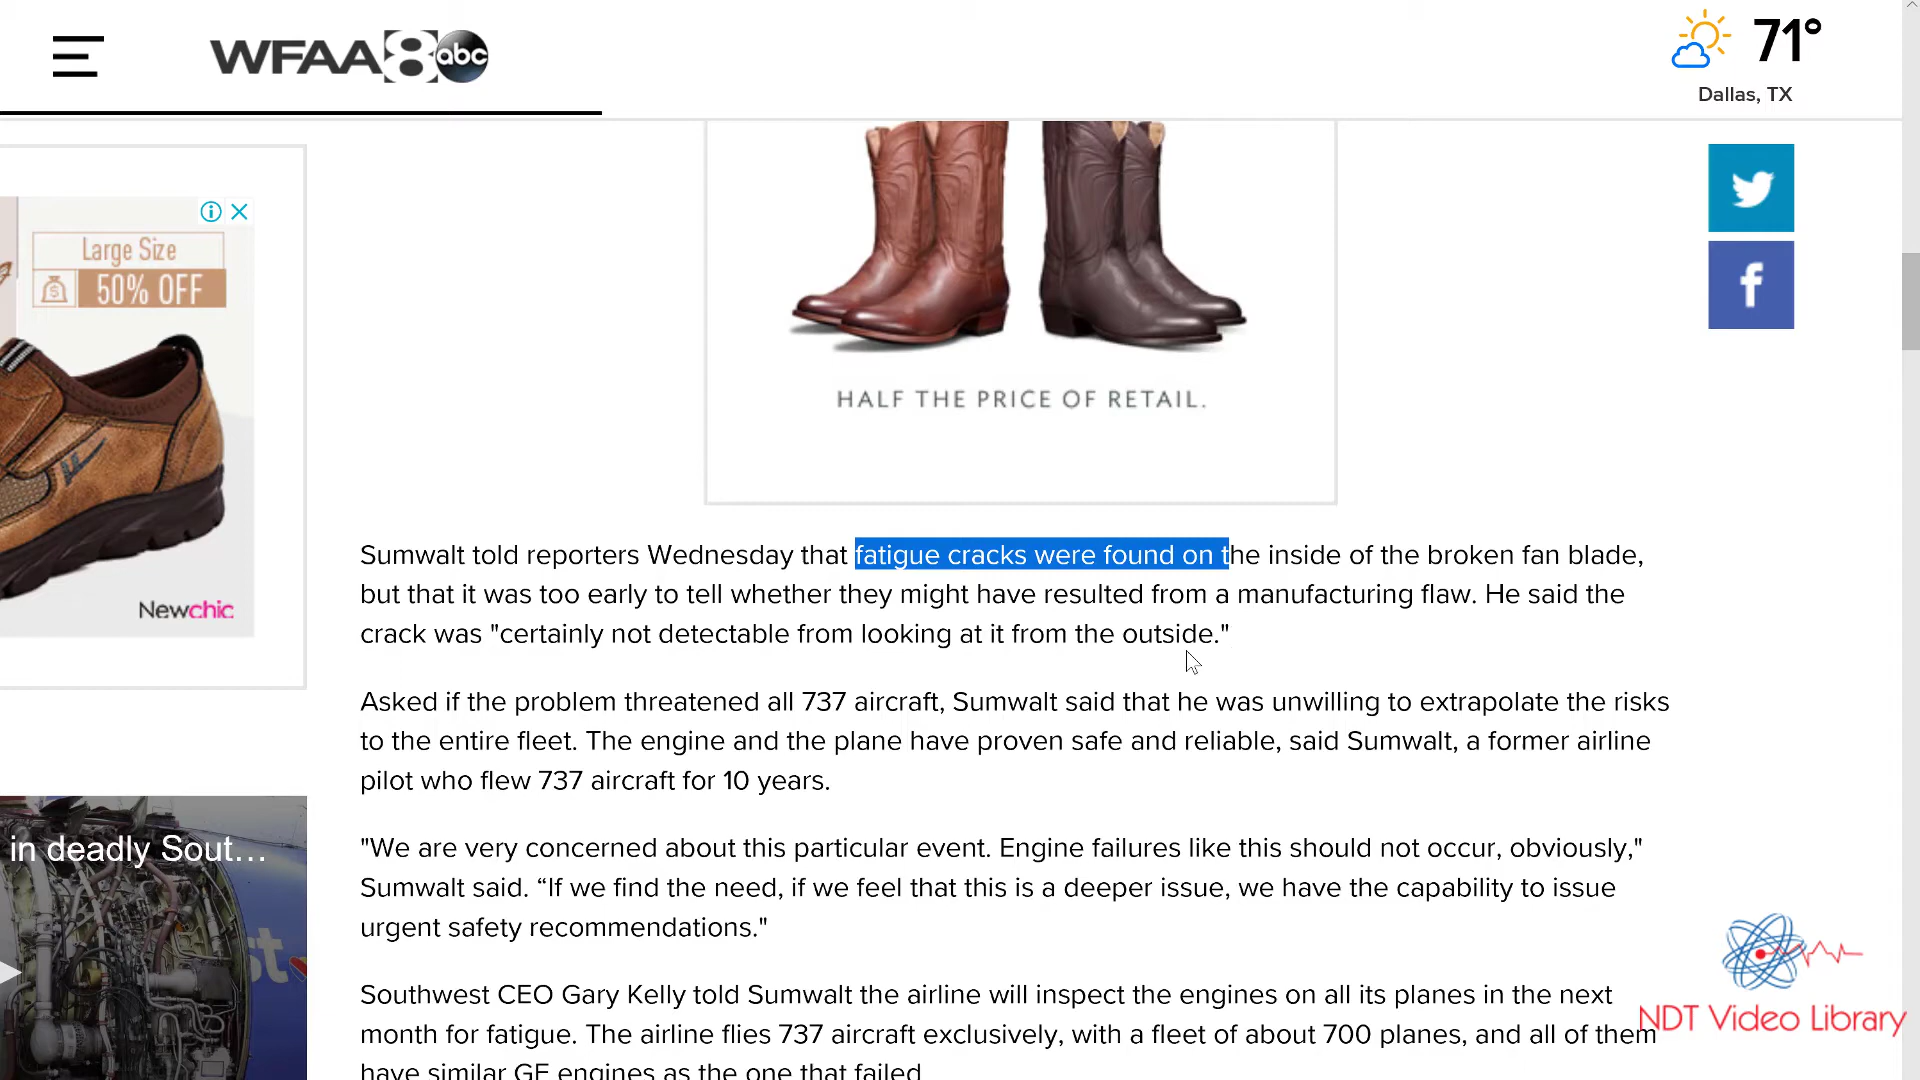 WFAA 8 abc
71°
Dallas, TX
Large Size
50% OFF
Newchic
HALF THE PRICE OF RETAIL.
Sumwalt told reporters Wednesday that fatigue cracks were found on the inside of the broken fan blade,
but that it was too early to tell whether they might have resulted from a manufacturing flaw. He said the
crack was "certainly not detectable from looking at it from the outside."
Asked if the problem threatened all 737 aircraft, Sumwalt said that he was unwilling to extrapolate the risks
to the entire fleet. The engine and the plane have proven safe and reliable, said Sumwalt, a former airline
pilot who flew 737 aircraft for 10 years.
in deadly Sout...
"We are very concerned about this particular event. Engine failures like this should not occur, obviously,"
Sumwalt said. “If we find the need, if we feel that this is a deeper issue, we have the capability to issue
urgent safety recommendations."
st
Southwest CEO Gary Kelly told Sumwalt the airline will inspect the engines on all its planes in the next
month for fatigue. The airline flies 737 aircraft exclusively, with a fleet of about 700 planes, and all of them
have similar GE engines as the one that failed
NDT Video Library